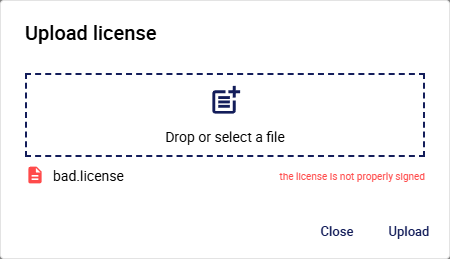 Upload license
Drop or select a file
bad.license the license is not properly signed
Close Upload